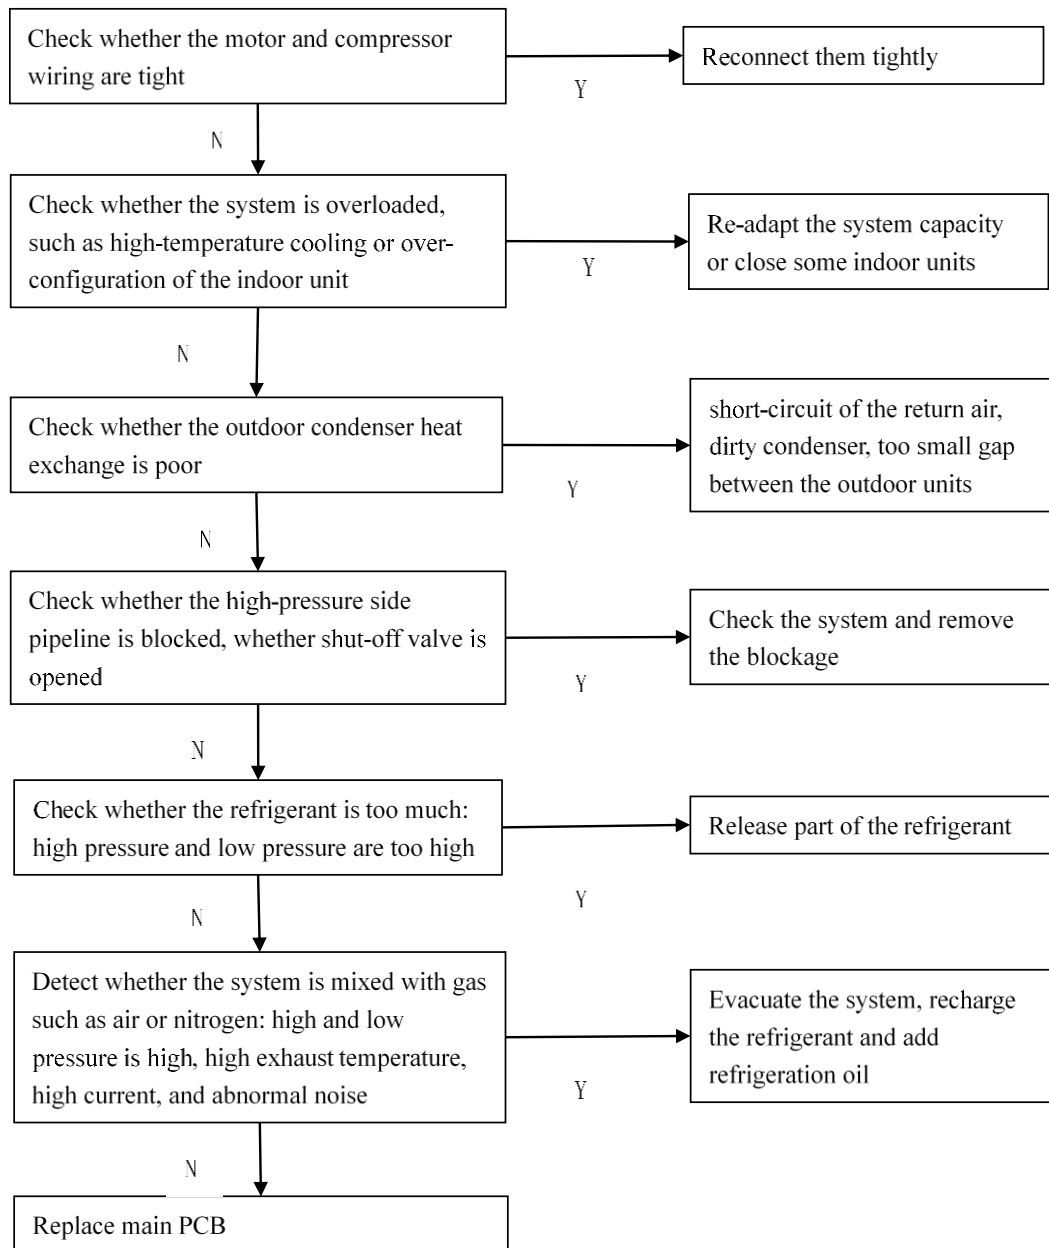 Check whether the motor and compressor
wiring are tight
Reconnect them tightly
Y
N
Check whether the system is overloaded,
such as high-temperature cooling or over-
configuration of the indoor unit
Re-adapt the system capacity
or close some indoor units
Y
N
Check whether the outdoor condenser heat
exchange is poor
short-circuit of the return air,
dirty condenser, too small gap
between the outdoor units
Y
N
Check whether the high-pressure side
pipeline is blocked, whether shut-off valve is
opened
Check the system and remove
the blockage
Y
N
Check whether the refrigerant is too much:
high pressure and low pressure are too high
Release part of the refrigerant
Y
N
Detect whether the system is mixed with gas
such as air or nitrogen: high and low
pressure is high, high exhaust temperature,
high current, and abnormal noise
Evacuate the system, recharge
the refrigerant and add
refrigeration oil
Y
N
Replace main PCB